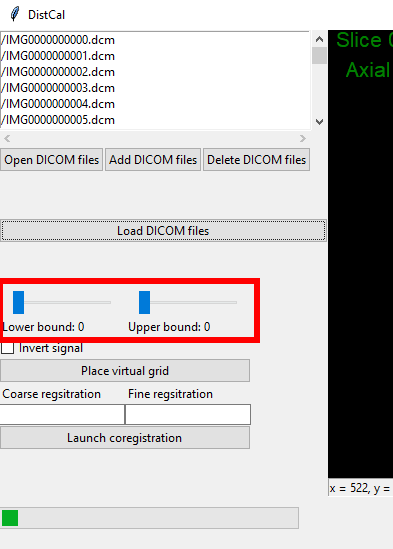 DistCal
/IMG0000000000.dcm
/IMG0000000001.dcm
/IMG0000000002.dcm
/IMG0000000003.dcm
/IMG0000000004.dcm
/IMG0000000005.dcm
Slice
Axial
Open DICOM files Add DICOM files Delete DICOM files
Load DICOM files
Lower bound: 0 Upper bound: 0
Invert signal
Place virtual grid
Coarse regsitration Fine regsitration
Launch coregistration
x = 522, y =